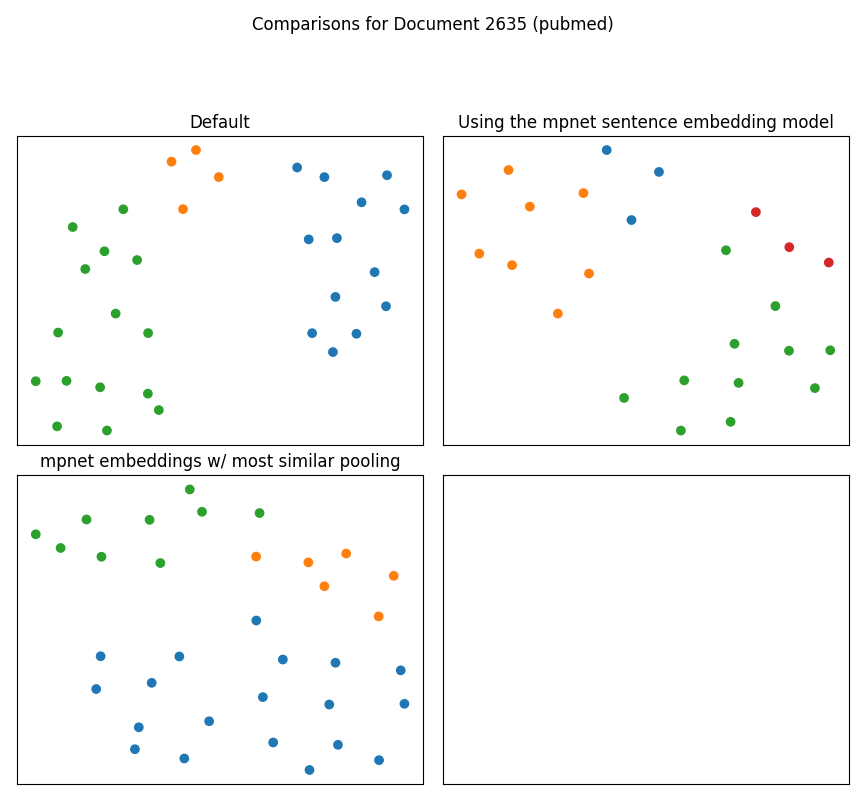 Comparisons for Document 2635 (pubmed)
Default
Using the mpnet sentence embedding model
mpnet embeddings w/ most similar pooling